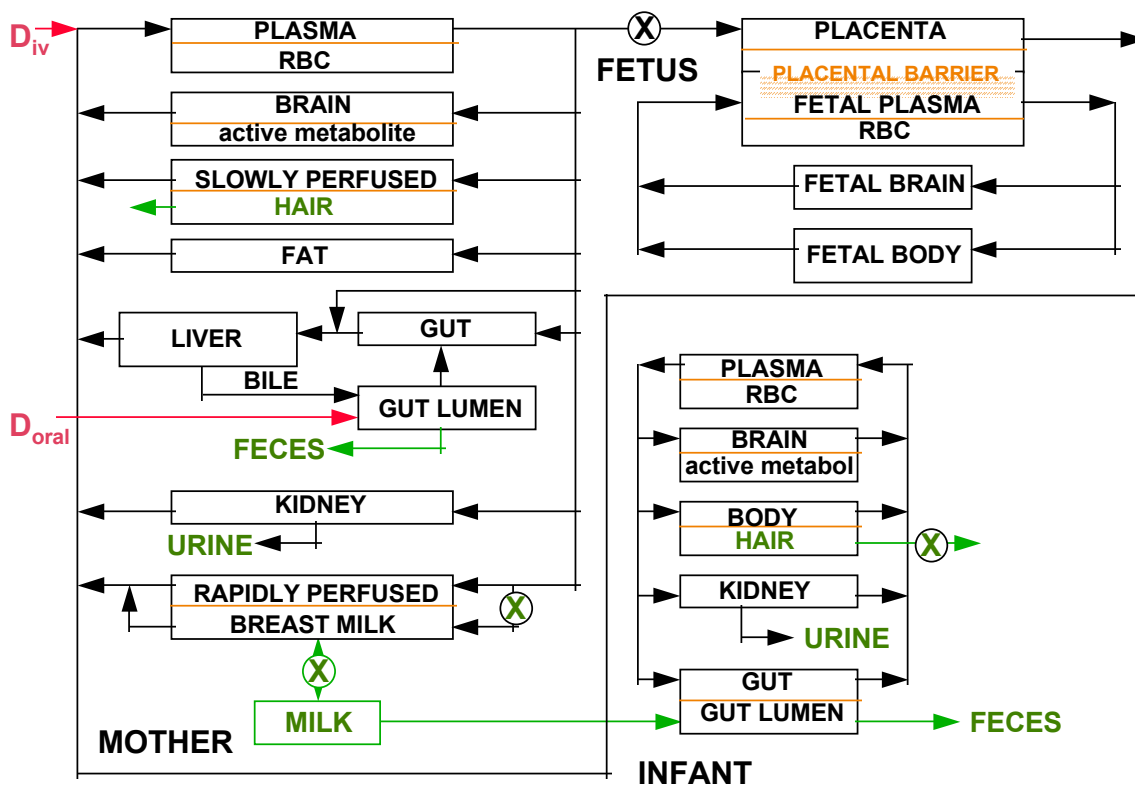 D_iv
PLASMA
RBC
BRAIN
active metabolite
SLOWLY PERFUSED
HAIR
FAT
LIVER
GUT
BILE
GUT LUMEN
D_oral
FECES
KIDNEY
URINE
RAPIDLY PERFUSED
X
BREAST MILK
X
MILK
MOTHER
X
FETUS
PLACENTA
PLACENTAL BARRIER
FETAL PLASMA
RBC
FETAL BRAIN
FETAL BODY
PLASMA
RBC
BRAIN
active metabol
BODY
HAIR
X
KIDNEY
URINE
GUT
GUT LUMEN
FECES
INFANT